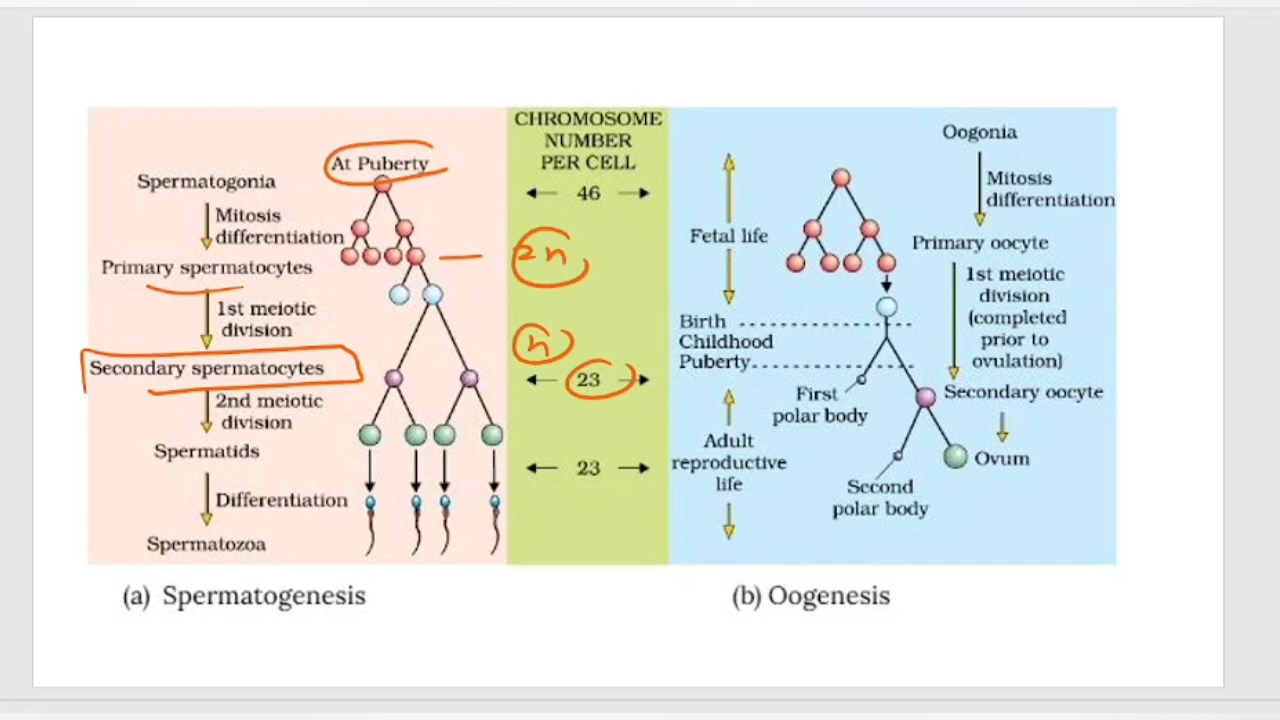 At Puberty
Spermatogonia
Mitosis
differentiation
Primary spermatocytes
1st meiotic
division
Secondary spermatocytes
2nd meiotic
division
Spermatids
Differentiation
Spermatozoa
CHROMOSOME
NUMBER
PER CELL
46
2n
n
23
23
Fetal life
Birth
Childhood
Puberty
Adult
reproductive
life
First
polar body
Second
polar body
Oogonia
Mitosis
differentiation
Primary oocyte
1st meiotic
division
(completed
prior to
ovulation)
Secondary oocyte
Ovum
(a) Spermatogenesis
(b) Oogenesis